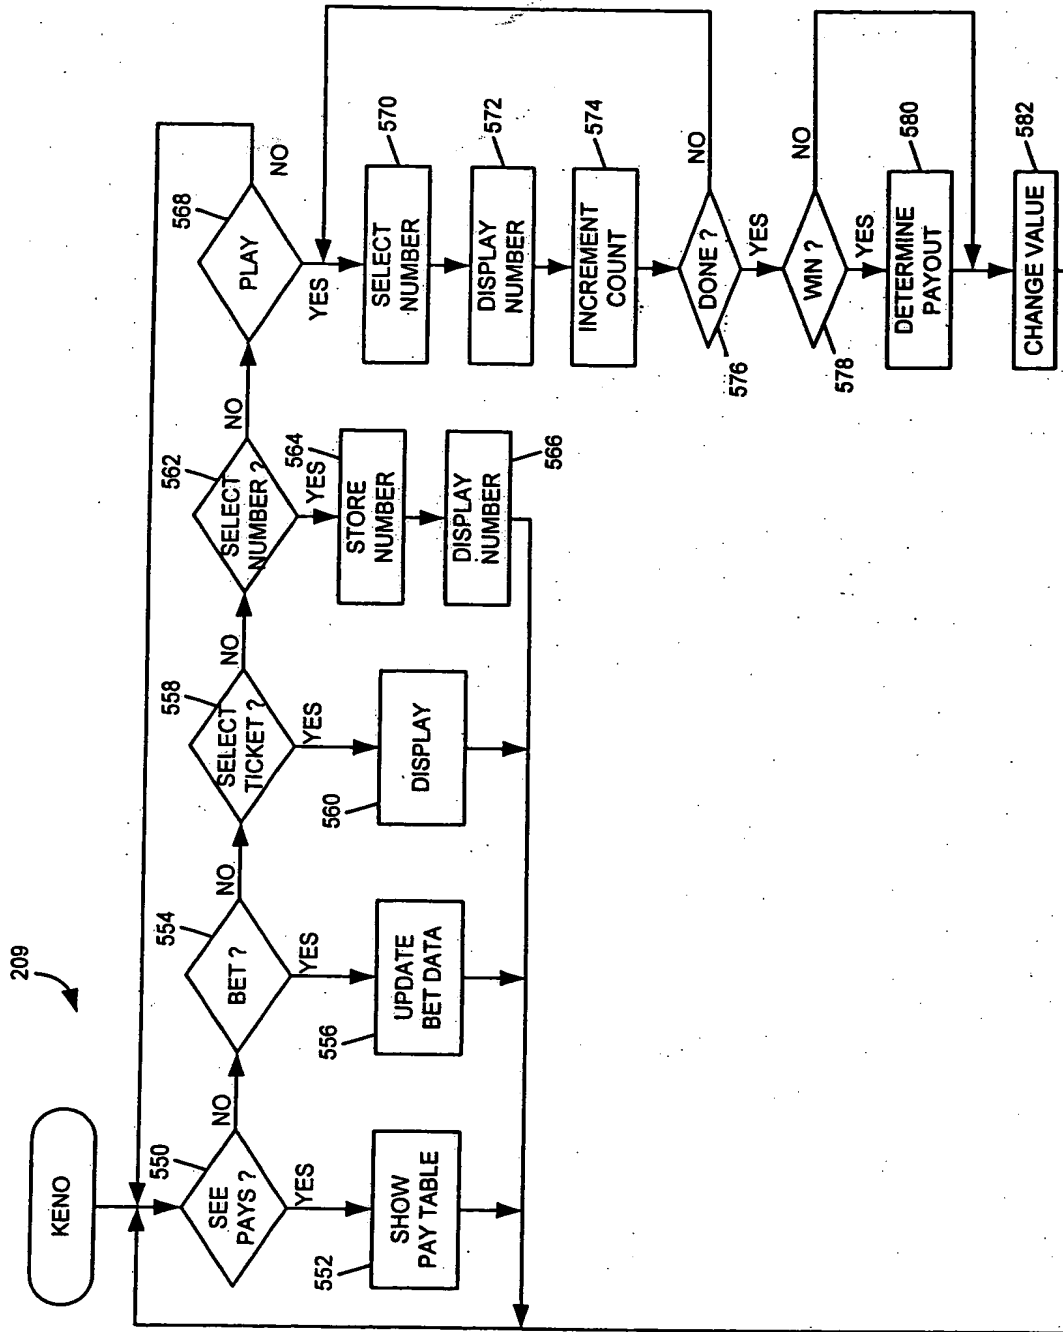 209
KENO
SEE
PAYS ?
550
NO
YES
SHOW
PAY TABLE
552
BET ?
554
NO
YES
UPDATE
BET DATA
556
SELECT
TICKET ?
558
NO
YES
DISPLAY
560
SELECT
NUMBER ?
562
NO
YES
STORE
NUMBER
564
DISPLAY
NUMBER
566
PLAY
568
NO
YES
SELECT
NUMBER
570
DISPLAY
NUMBER
572
INCREMENT
COUNT
574
DONE ?
576
NO
YES
WIN ?
578
NO
YES
DETERMINE
PAYOUT
580
CHANGE VALUE
582